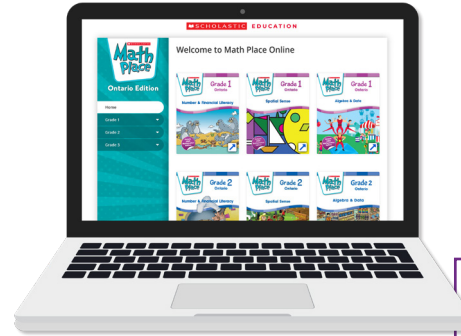 SCHOLASTIC EDUCATION
Math Place
Ontario Edition
Home
Grade 1
Grade 2
Grade 3
Welcome to Math Place Online
Math Place
Grade 1
Ontario
Number & Financial Literacy
Math Place
Grade 1
Ontario
Spatial Sense
Math Place
Grade 1
Ontario
Algebra & Data
Math Place
Grade 2
Ontario
Number & Financial Literacy
Math Place
Grade 2
Ontario
Spatial Sense
Math Place
Grade 2
Ontario
Algebra & Data